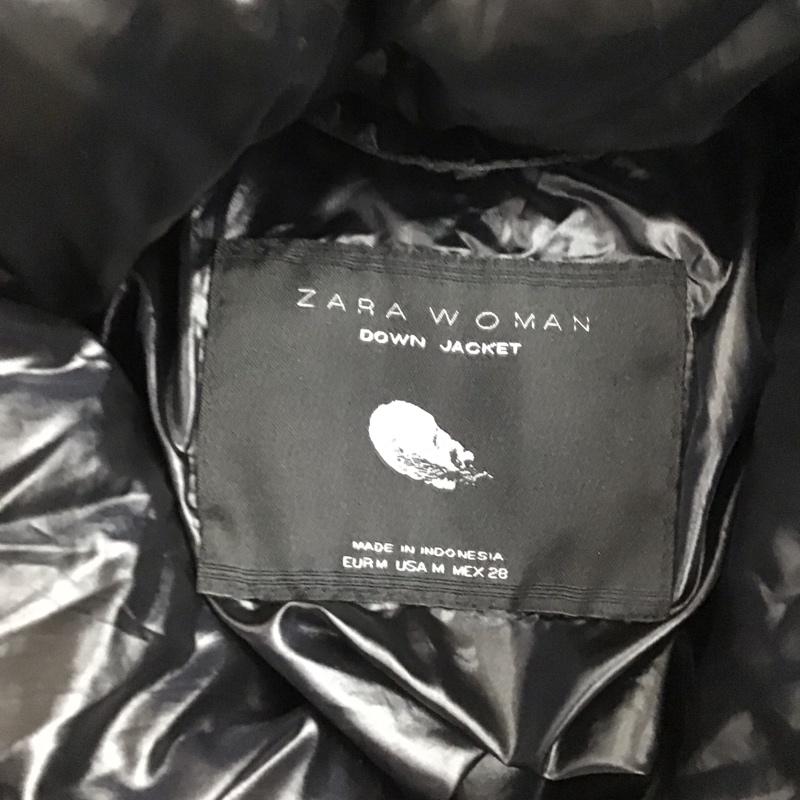 ZARA WOMAN
DOWN JACKET
MADE IN INDONESIA
EUR M USA M MEX 28